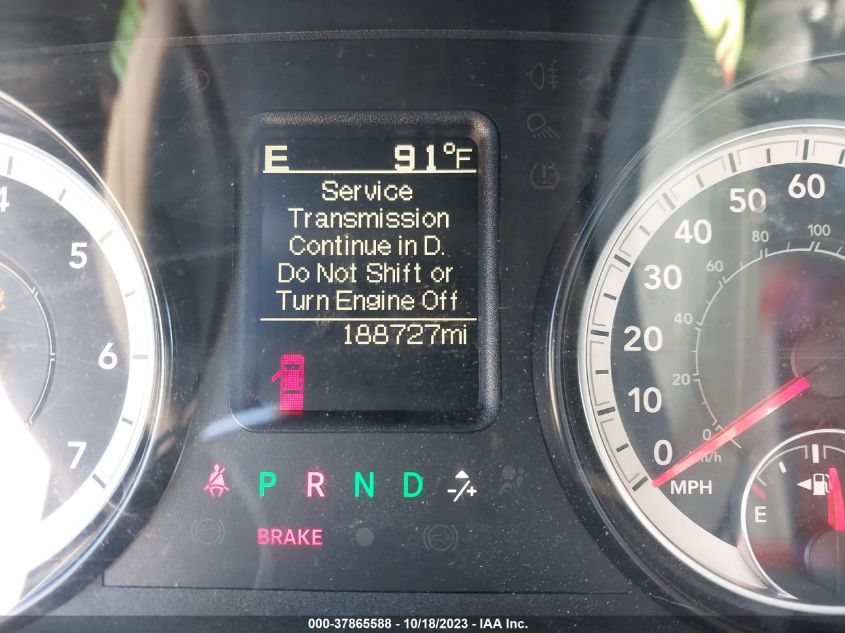 E 91°F
Service
Transmission
Continue in D.
Do Not Shift or
Turn Engine Off
188727mi
4
5
6
7
60
50
40
30
20
10
0
MPH
100
80
60
40
20
0
km/h
E
P R N D -/+
BRAKE
000-37865588 - 10/18/2023 - IAA Inc.